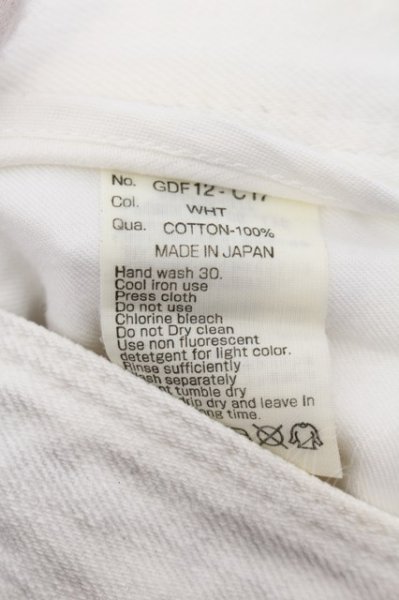 No. GDF12-C17
Col. WHT
Qua. COTTON-100%
MADE IN JAPAN
Hand wash 30.
Cool iron use
Press cloth
Do not use
Chlorine bleach
Do not Dry clean
Use non fluorescent
detetgent for light color.
Rinse sufficiently
separately
tumble dry
drip dry and leave in
long time.